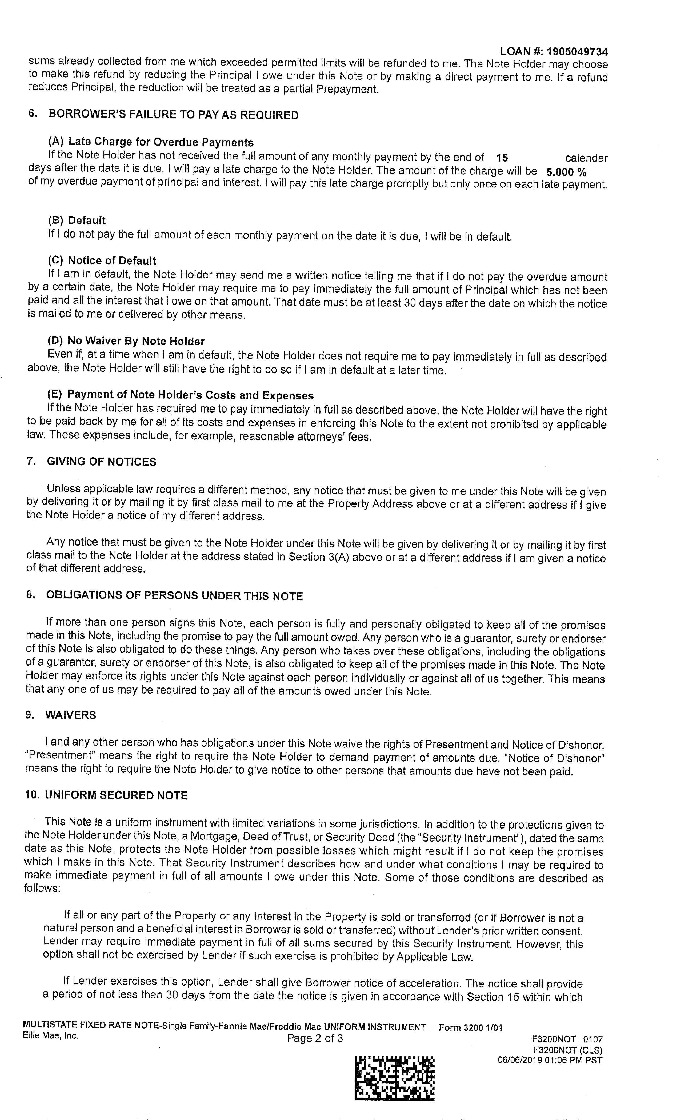 LOAN #: 1905049734
sums already collected from me which exceeded permitted limits will be refunded to me. The Note Holder may choose
to make this refund by reducing the Principal I owe under this Note or by making a direct payment to me. If a refund
reduces Principal, the reduction will be treated as a partial Prepayment.
6. BORROWER'S FAILURE TO PAY AS REQUIRED
(A) Late Charge for Overdue Payments
If the Note Holder has not received the full amount of any monthly payment by the end of 15 calendar
days after the date it is due, I will pay a late charge to the Note Holder. The amount of the charge will be 5.000 %
of my overdue payment of principal and interest. I will pay this late charge promptly but only once on each late payment.
(B) Default
If I do not pay the full amount of each monthly payment on the date it is due, I will be in default.
(C) Notice of Default
If I am in default, the Note Holder may send me a written notice telling me that if I do not pay the overdue amount
by a certain date, the Note Holder may require me to pay immediately the full amount of Principal which has not been
paid and all the interest that I owe on that amount. That date must be at least 30 days after the date on which the notice
is mailed to me or delivered by other means.
(D) No Waiver By Note Holder
Even if, at a time when I am in default, the Note Holder does not require me to pay immediately in full as described
above, the Note Holder will still have the right to do so if I am in default at a later time.
(E) Payment of Note Holder's Costs and Expenses
If the Note Holder has required me to pay immediately in full as described above, the Note Holder will have the right
to be paid back by me for all of its costs and expenses in enforcing this Note to the extent not prohibited by applicable
law. Those expenses include, for example, reasonable attorneys' fees.
7. GIVING OF NOTICES
Unless applicable law requires a different method, any notice that must be given to me under this Note will be given
by delivering it or by mailing it by first class mail to me at the Property Address above or at a different address if I give
the Note Holder a notice of my different address.
Any notice that must be given to the Note Holder under this Note will be given by delivering it or by mailing it by first
class mail to the Note Holder at the address stated in Section 3(A) above or at a different address if I am given a notice
of that different address.
8. OBLIGATIONS OF PERSONS UNDER THIS NOTE
If more than one person signs this Note, each person is fully and personally obligated to keep all of the promises
made in this Note, including the promise to pay the full amount owed. Any person who is a guarantor, surety or endorser
of this Note is also obligated to do these things. Any person who takes over these obligations, including the obligations
of a guarantor, surety or endorser of this Note, is also obligated to keep all of the promises made in this Note. The Note
Holder may enforce its rights under this Note against each person individually or against all of us together. This means
that any one of us may be required to pay all of the amounts owed under this Note.
9. WAIVERS
I and any other person who has obligations under this Note waive the rights of Presentment and Notice of Dishonor.
"Presentment" means the right to require the Note Holder to demand payment of amounts due. "Notice of Dishonor"
means the right to require the Note Holder to give notice to other persons that amounts due have not been paid.
10. UNIFORM SECURED NOTE
This Note is a uniform instrument with limited variations in some jurisdictions. In addition to the protections given to
the Note Holder under this Note, a Mortgage, Deed of Trust, or Security Deed (the "Security Instrument"), dated the same
date as this Note, protects the Note Holder from possible losses which might result if I do not keep the promises
which I make in this Note. That Security Instrument describes how and under what conditions I may be required to
make immediate payment in full of all amounts I owe under this Note. Some of those conditions are described as
follows:
If all or any part of the Property or any Interest in the Property is sold or transferred (or if Borrower is not a
natural person and a beneficial interest in Borrower is sold or transferred) without Lender's prior written consent,
Lender may require immediate payment in full of all sums secured by this Security Instrument. However, this
option shall not be exercised by Lender if such exercise is prohibited by Applicable Law.
If Lender exercises this option, Lender shall give Borrower notice of acceleration. The notice shall provide
a period of not less than 30 days from the date the notice is given in accordance with Section 15 within which
MULTISTATE FIXED RATE NOTE-Single Family-Fannie Mae/Freddie Mac UNIFORM INSTRUMENT Form 3200 1/01
Ellie Mae, Inc. Page 2 of 3 F3200NOT 0107
F3200NOT (CLS)
06/06/2019 01:06 PM PST